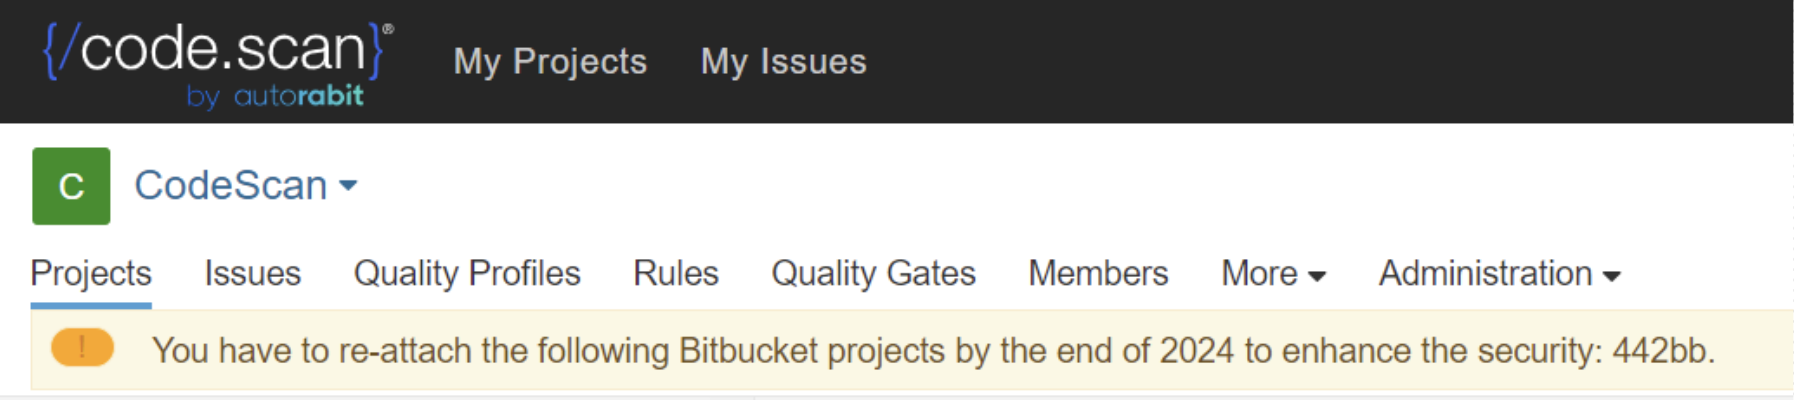 {/code.scan}®
by autorabit
My Projects My Issues
C CodeScan
Projects Issues Quality Profiles Rules Quality Gates Members More Administration
! You have to re-attach the following Bitbucket projects by the end of 2024 to enhance the security: 442bb.